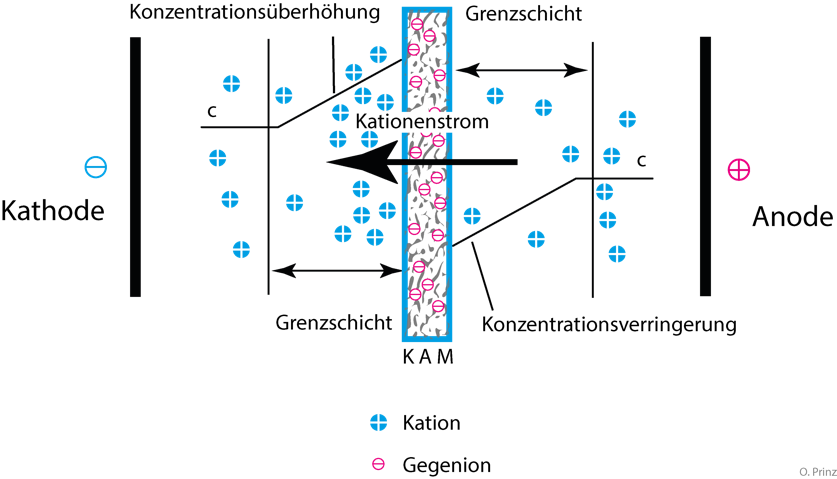 Konzentrationsüberhöhung
Grenzschicht
c
Kationenstrom
c
Kathode
Anode
Grenzschicht
Konzentrationsverringerung
K A M
Kation
Gegenion
O. Prinz